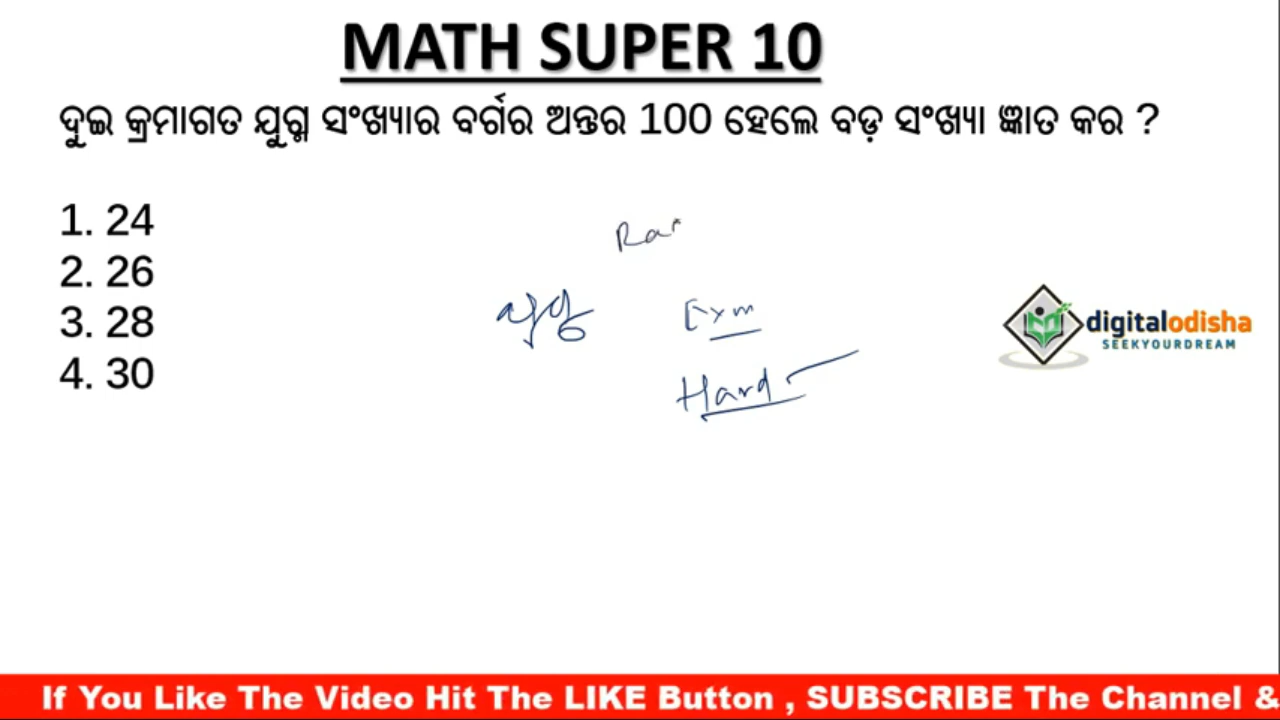 MATH SUPER 10
ଦୁଇ କ୍ରମାଗତ ଯୁଗ୍ମ ସଂଖ୍ୟାର ବର୍ଗର ଅନ୍ତର 100 ହେଲେ ବଡ଼ ସଂଖ୍ୟା ଜ୍ଞାତ କର ?
1. 24
2. 26
3. 28
4. 30
Exm
Hard
digitalodisha
SEEKYOURDREAM
If You Like The Video Hit The LIKE Button , SUBSCRIBE The Channel &